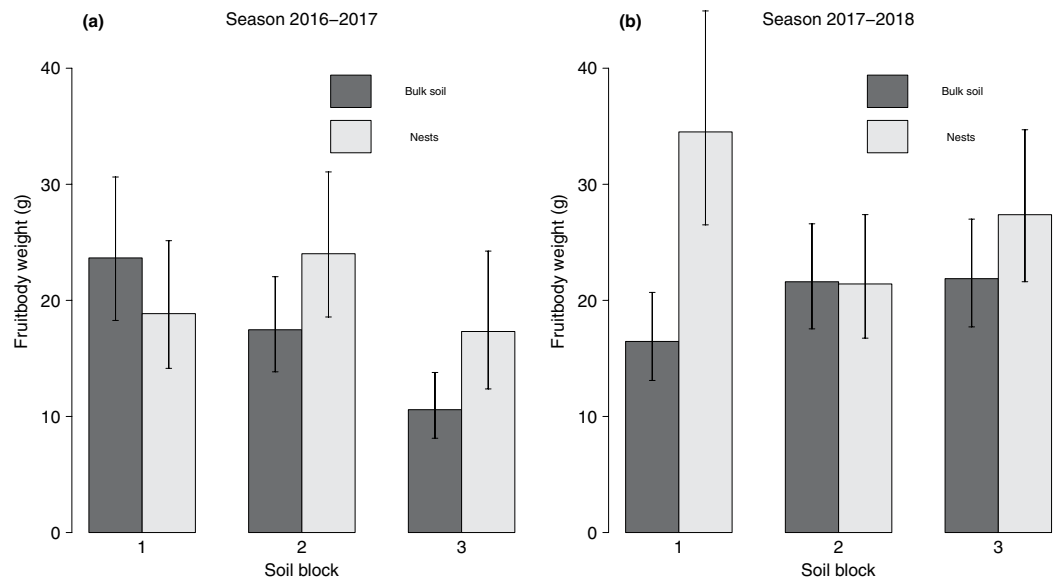 (a)
Season 2016–2017
Fruitbody weight (g)
40
30
20
10
0
Bulk soil
Nests
1
2
3
Soil block
(b)
Season 2017–2018
Fruitbody weight (g)
40
30
20
10
0
Bulk soil
Nests
1
2
3
Soil block